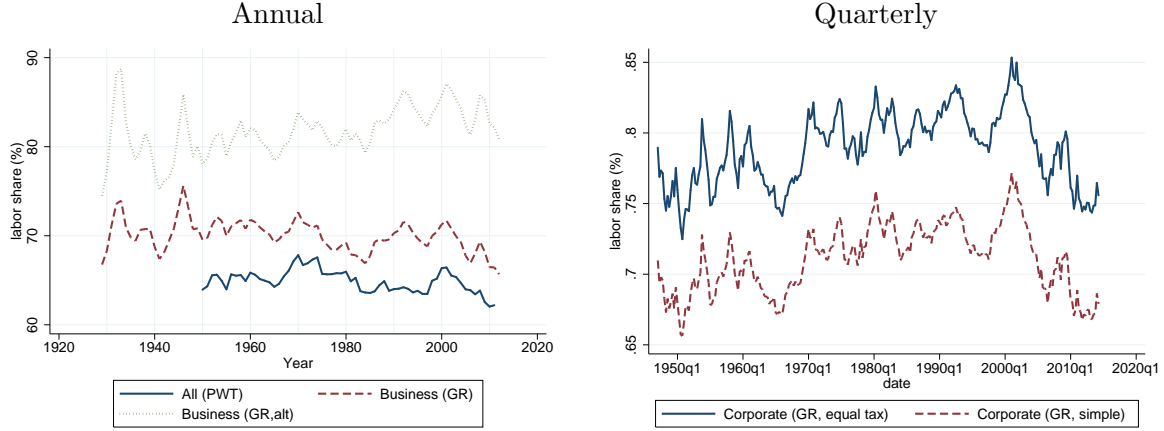 Annual
labor share (%)
90
80
70
60
1920 1940 1960 1980 2000 2020
Year
All (PWT) Business (GR)
Business (GR,alt)
Quarterly
labor share (%)
.85
.8
.75
.7
.65
1950q1 1960q1 1970q1 1980q1 1990q1 2000q1 2010q1 2020q1
date
Corporate (GR, equal tax) Corporate (GR, simple)